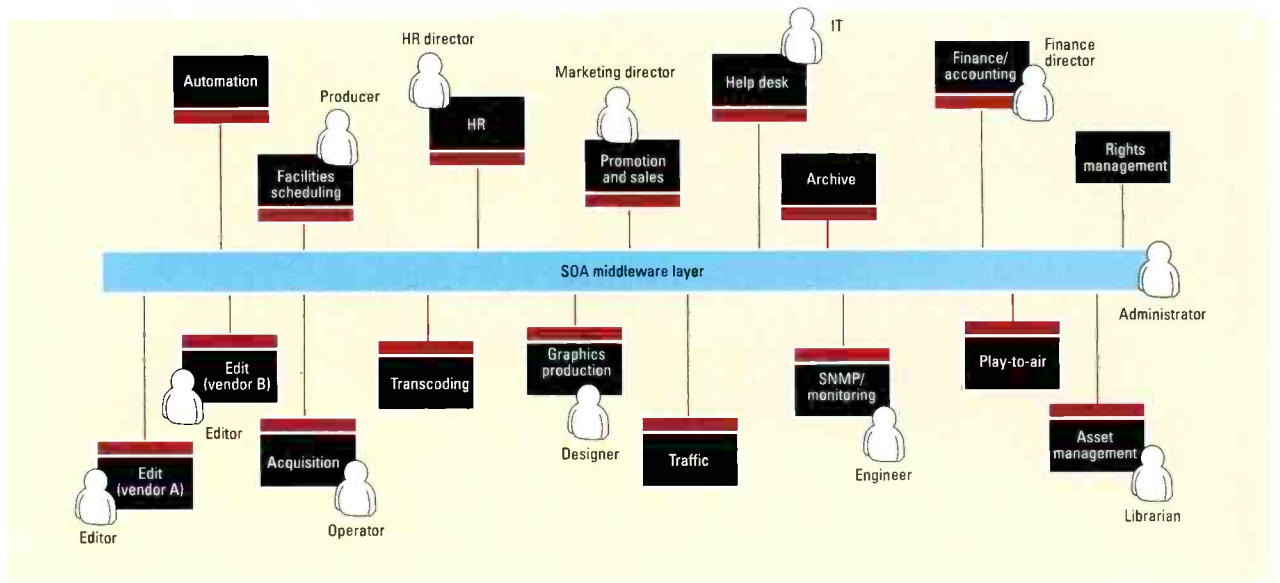 HR director
IT
Automation
Producer
Marketing director
Help desk
Finance/
accounting
Finance
director
HR
Facilities
scheduling
Promotion
and sales
Archive
Rights
management
SOA middleware layer
Administrator
Edit
(vendor B)
Editor
Transcoding
Graphics
production
Designer
SNMP/
monitoring
Engineer
Play-to-air
Edit
(vendor A)
Editor
Acquisition
Operator
Traffic
Asset
management
Librarian